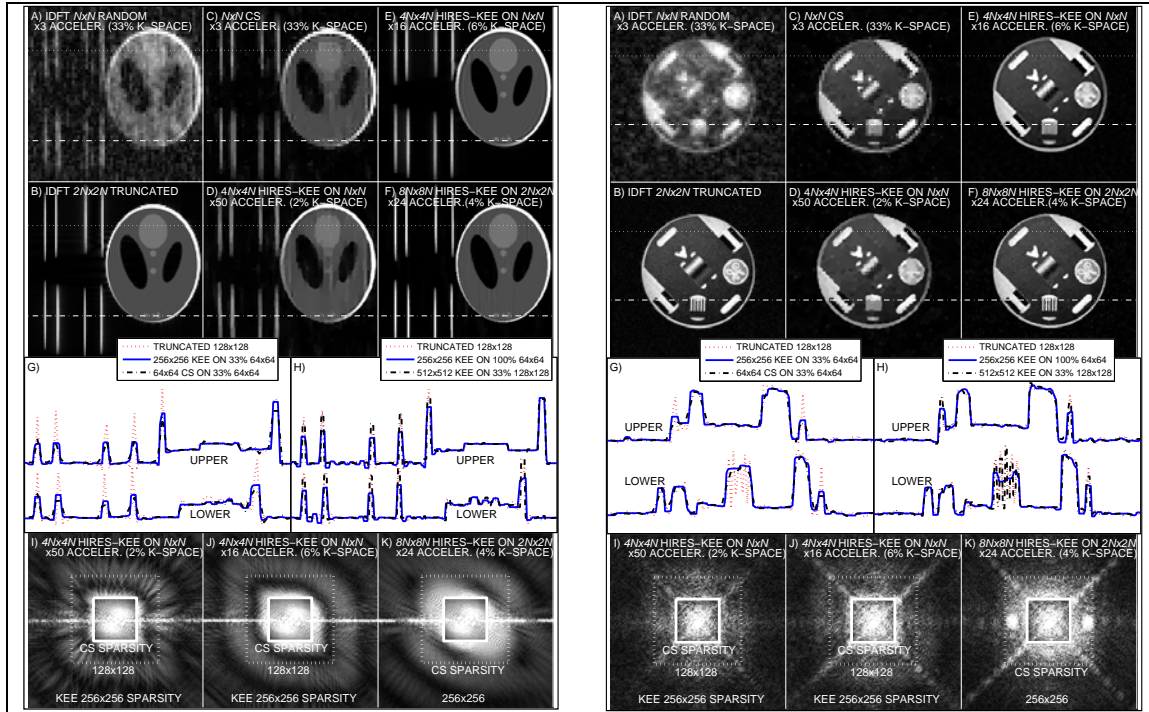 A) IDFT NxN RANDOM
x3 ACCELER. (33% K-SPACE)
C) NxN CS
x3 ACCELER. (33% K-SPACE)
E) 4Nx4N HIRES-KEE ON NxN
x16 ACCELER. (6% K-SPACE)
B) IDFT 2Nx2N TRUNCATED
D) 4Nx4N HIRES-KEE ON NxN
x50 ACCELER. (2% K-SPACE)
F) 8Nx8N HIRES-KEE ON 2Nx2N
x24 ACCELER.(4% K-SPACE)
TRUNCATED 128x128
256x256 KEE ON 33% 64x64
64x64 CS ON 33% 64x64
TRUNCATED 128x128
256x256 KEE ON 100% 64x64
512x512 KEE ON 33% 128x128
G)
UPPER
LOWER
H)
UPPER
LOWER
I) 4Nx4N HIRES-KEE ON NxN
x50 ACCELER. (2% K-SPACE)
CS SPARSITY
128x128
KEE 256x256 SPARSITY
J) 4Nx4N HIRES-KEE ON NxN
x16 ACCELER. (6% K-SPACE)
CS SPARSITY
128x128
KEE 256x256 SPARSITY
K) 8Nx8N HIRES-KEE ON 2Nx2N
x24 ACCELER. (4% K-SPACE)
CS SPARSITY
256x256
A) IDFT NxN RANDOM
x3 ACCELER. (33% K-SPACE)
C) NxN CS
x3 ACCELER. (33% K-SPACE)
E) 4Nx4N HIRES-KEE ON NxN
x16 ACCELER. (6% K-SPACE)
B) IDFT 2Nx2N TRUNCATED
D) 4Nx4N HIRES-KEE ON NxN
x50 ACCELER. (2% K-SPACE)
F) 8Nx8N HIRES-KEE ON 2Nx2N
x24 ACCELER.(4% K-SPACE)
TRUNCATED 128x128
256x256 KEE ON 33% 64x64
64x64 CS ON 33% 64x64
TRUNCATED 128x128
256x256 KEE ON 100% 64x64
512x512 KEE ON 33% 128x128
G)
UPPER
LOWER
H)
UPPER
LOWER
I) 4Nx4N HIRES-KEE ON NxN
x50 ACCELER. (2% K-SPACE)
CS SPARSITY
128x128
KEE 256x256 SPARSITY
J) 4Nx4N HIRES-KEE ON NxN
x16 ACCELER. (6% K-SPACE)
CS SPARSITY
128x128
KEE 256x256 SPARSITY
K) 8Nx8N HIRES-KEE ON 2Nx2N
x24 ACCELER. (4% K-SPACE)
CS SPARSITY
256x256